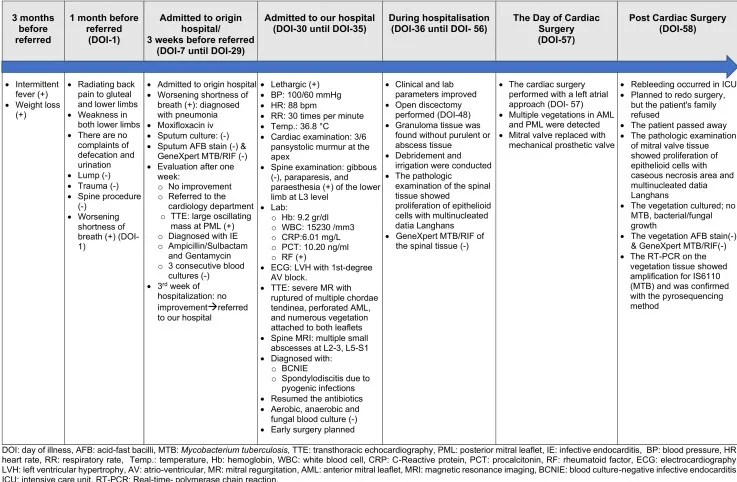 3 months
before
referred
1 month before
referred
(DOI-1)
Admitted to origin
hospital/
3 weeks before referred
(DOI-7 until DOI-29)
Admitted to our hospital
(DOI-30 until DOI-35)
During hospitalisation
(DOI-36 until DOI- 56)
The Day of Cardiac
Surgery
(DOI-57)
Post Cardiac Surgery
(DOI-58)
• Intermittent
fever (+)
• Weight loss
(+)
• Radiating back
pain to gluteal
and lower limbs
• Weakness in
both lower limbs
• There are no
complaints of
defecation and
urination
• Lump (-)
• Trauma (-)
• Spine procedure
(-)
• Worsening
shortness of
breath (+) (DOI-
1)
• Admitted to origin hospital
• Worsening shortness of
breath (+): diagnosed
with pneumonia
• Moxifloxacin iv
• Sputum culture: (-)
• Sputum AFB stain (-) &
GeneXpert MTB/RIF (-)
• Evaluation after one
week:
o No improvement
o Referred to the
cardiology department
o TTE: large oscillating
mass at PML (+)
o Diagnosed with IE
o Ampicillin/Sulbactam
and Gentamycin
o 3 consecutive blood
cultures (-)
• 3rd week of
hospitalization: no
improvement→referred
to our hospital
• Lethargic (+)
• BP: 100/60 mmHg
• HR: 88 bpm
• RR: 30 times per minute
• Temp.: 36.8 °C
• Cardiac examination: 3/6
pansystolic murmur at the
apex
• Spine examination: gibbous
(-), paraparesis, and
paraesthesia (+) of the lower
limb at L3 level
• Lab:
o Hb: 9.2 gr/dl
o WBC: 15230 /mm3
o CRP:6.01 mg/L
o PCT: 10.20 ng/ml
o RF (+)
• ECG: LVH with 1st-degree
AV block.
• TTE: severe MR with
ruptured of multiple chordae
tendinea, perforated AML,
and numerous vegetation
attached to both leaflets
• Spine MRI: multiple small
abscesses at L2-3, L5-S1
• Diagnosed with:
o BCNIE
o Spondylodiscitis due to
pyogenic infections
• Resumed the antibiotics
• Aerobic, anaerobic and
fungal blood culture (-)
• Early surgery planned
• Clinical and lab
parameters improved
• Open discectomy
performed (DOI-48)
• Granuloma tissue was
found without purulent or
abscess tissue
• Debridement and
irrigation were conducted
• The pathologic
examination of the spinal
tissue showed
proliferation of epithelioid
cells with multinucleated
datia Langhans
• GeneXpert MTB/RIF of
the spinal tissue (-)
• The cardiac surgery
performed with a left atrial
approach (DOI- 57)
• Multiple vegetations in AML
and PML were detected
• Mitral valve replaced with
mechanical prosthetic valve
• Rebleeding occurred in ICU
• Planned to redo surgery,
but the patient's family
refused
• The patient passed away
• The pathologic examination
of mitral valve tissue
showed proliferation of
epithelioid cells with
caseous necrosis area and
multinucleated datia
Langhans
• The vegetation cultured; no
MTB, bacterial/fungal
growth
• The vegetation AFB stain(-)
& GeneXpert MTB/RIF(-)
• The RT-PCR on the
vegetation tissue showed
amplification for IS6110
(MTB) and was confirmed
with the pyrosequencing
method
DOI: day of illness, AFB: acid-fast bacilli, MTB: Mycobacterium tuberculosis, TTE: transthoracic echocardiography, PML: posterior mitral leaflet, IE: infective endocarditis, BP: blood pressure, HR:
heart rate, RR: respiratory rate, Temp.: temperature, Hb: hemoglobin, WBC: white blood cell, CRP: C-Reactive protein, PCT: procalcitonin, RF: rheumatoid factor, ECG: electrocardiography
LVH: left ventricular hypertrophy, AV: atrio-ventricular, MR: mitral regurgitation, AML: anterior mitral leaflet, MRI: magnetic resonance imaging, BCNIE: blood culture-negative infective endocarditis
ICU: intensive care unit, RT-PCR: Real-time- polymerase chain reaction.